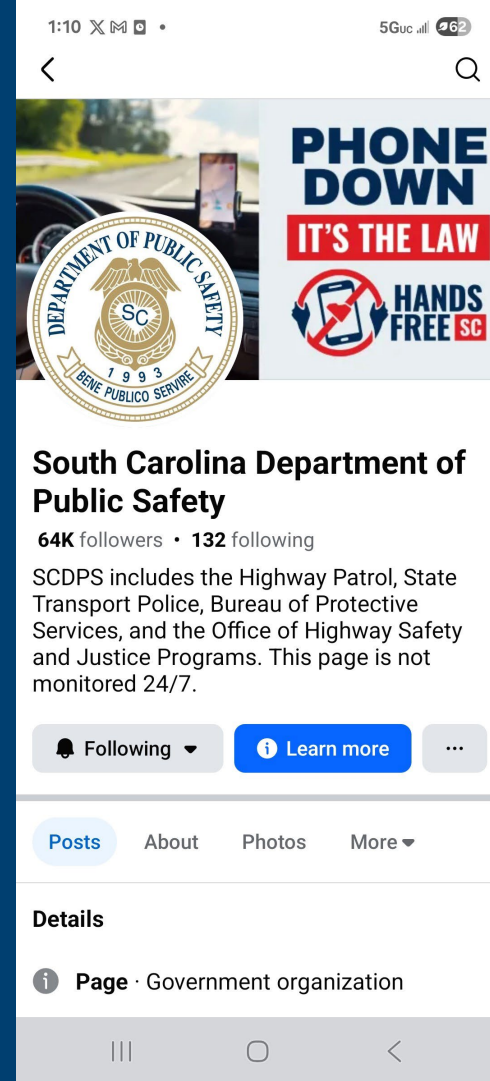 1:10
5Guc 62
PHONE
DOWN
IT'S THE LAW
HANDS
FREE SC
DEPARTMENT OF PUBLIC SAFETY
SC
1993
BENE PUBLICO SERVIRE
South Carolina Department of
Public Safety
64K followers • 132 following
SCDPS includes the Highway Patrol, State
Transport Police, Bureau of Protective
Services, and the Office of Highway Safety
and Justice Programs. This page is not
monitored 24/7.
Following
Learn more
Posts About Photos More
Details
Page · Government organization